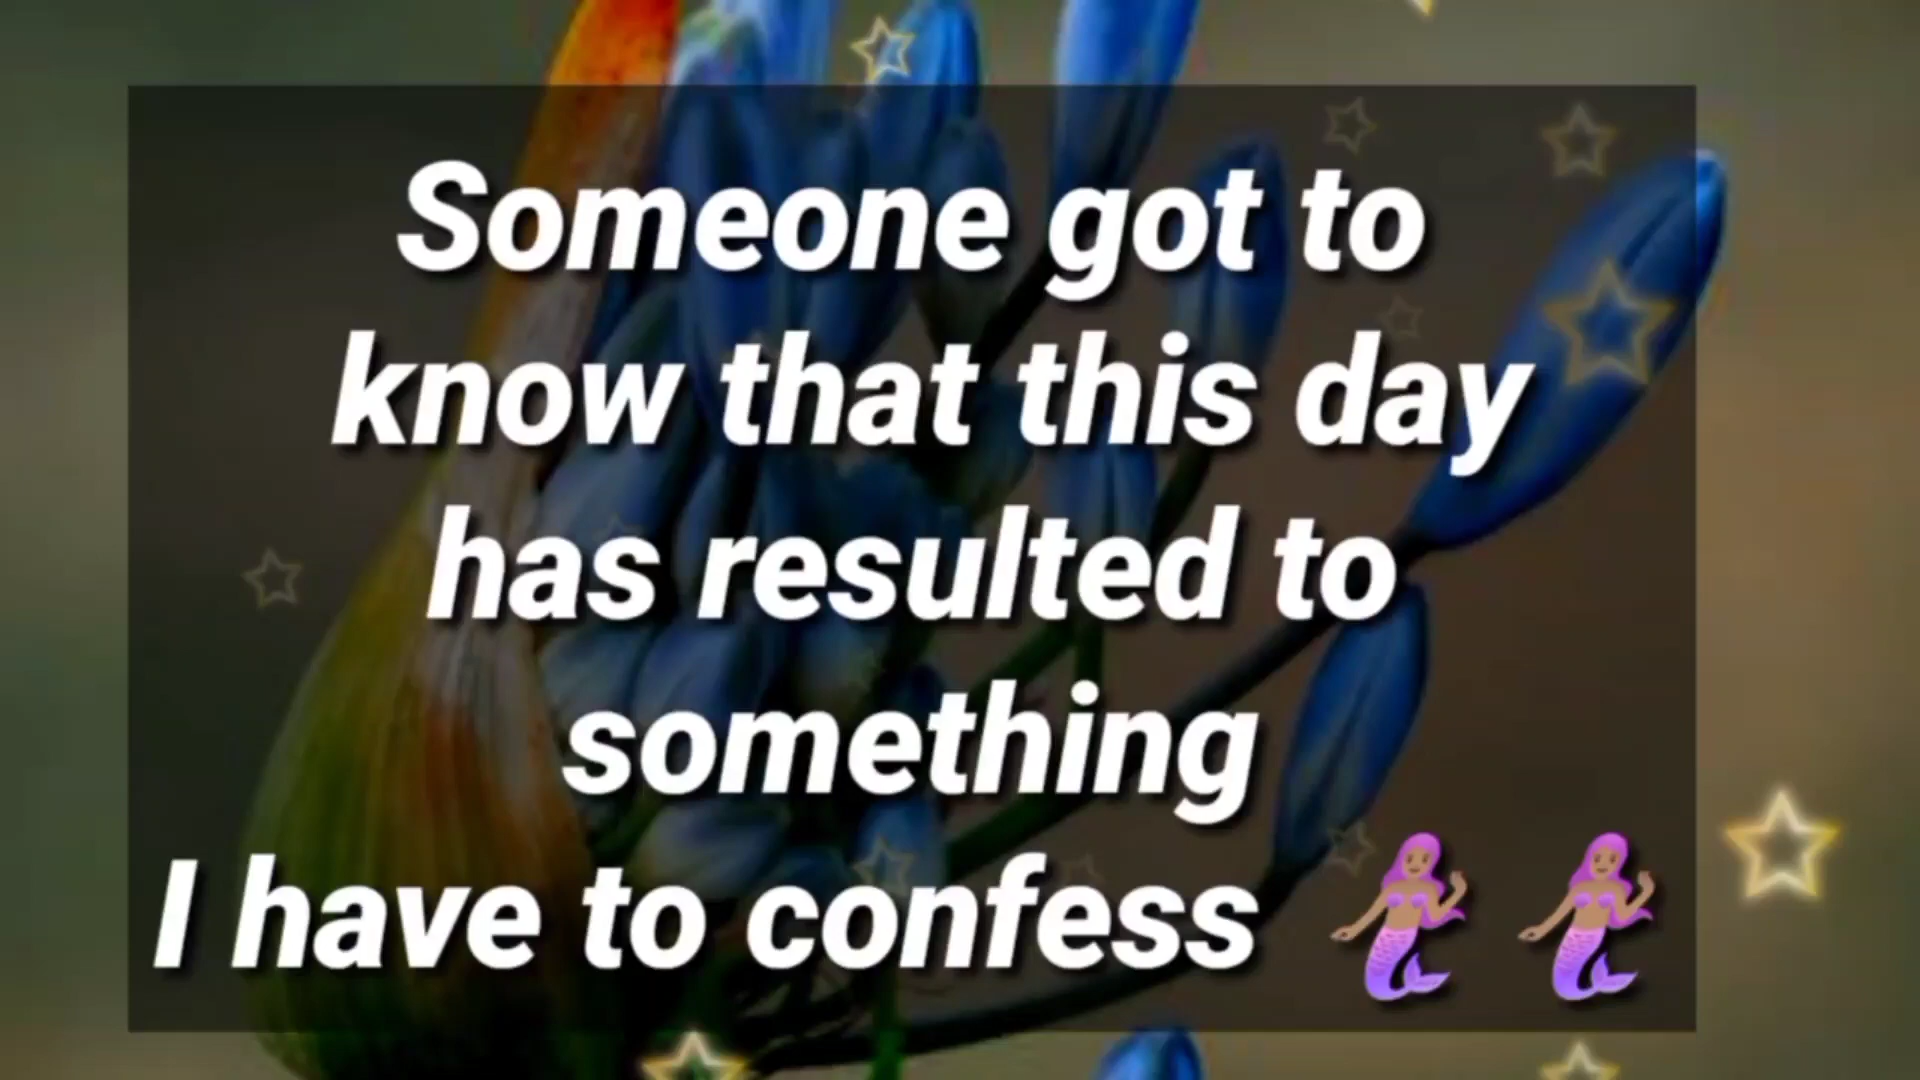 Someone got to
know that this day
has resulted to
something
I have to confess 🧜🏽‍♀️ 🧜🏽‍♀️